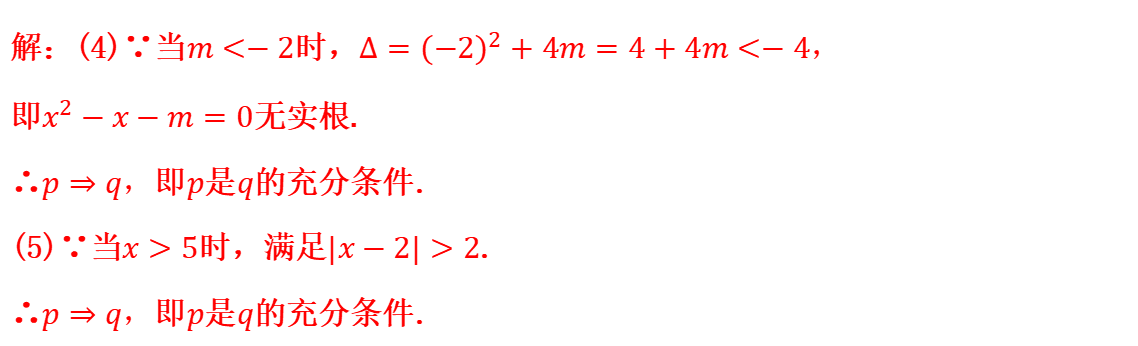 解：(4)∵当m<−2时，Δ = (−2)² + 4m = 4 + 4m <− 4，
即x² − x − m = 0无实根.
∴p ⇒ q，即p是q的充分条件.
(5)∵当x > 5时，满足|x − 2| > 2.
∴p ⇒ q，即p是q的充分条件.